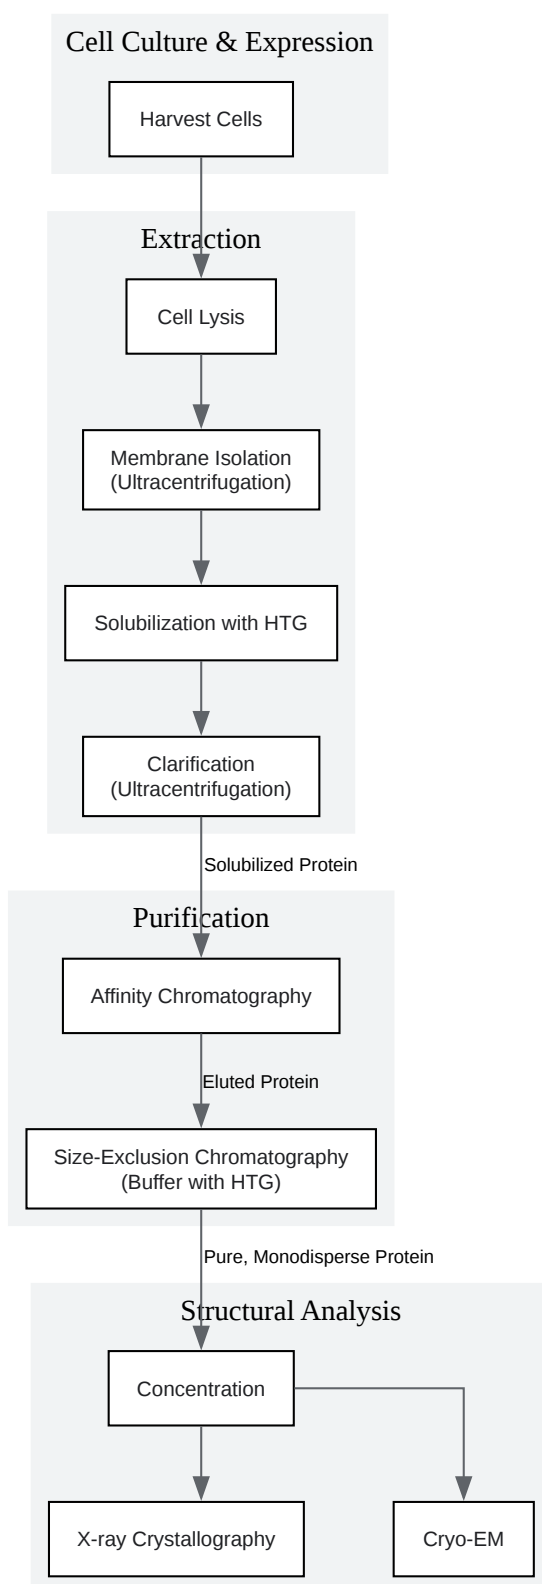 Cell Culture & Expression
Harvest Cells
Extraction
Cell Lysis
Membrane Isolation
(Ultracentrifugation)
Solubilization with HTG
Clarification
(Ultracentrifugation)
Solubilized Protein
Purification
Affinity Chromatography
Eluted Protein
Size-Exclusion Chromatography
(Buffer with HTG)
Pure, Monodisperse Protein
Structural Analysis
Concentration
X-ray Crystallography
Cryo-EM